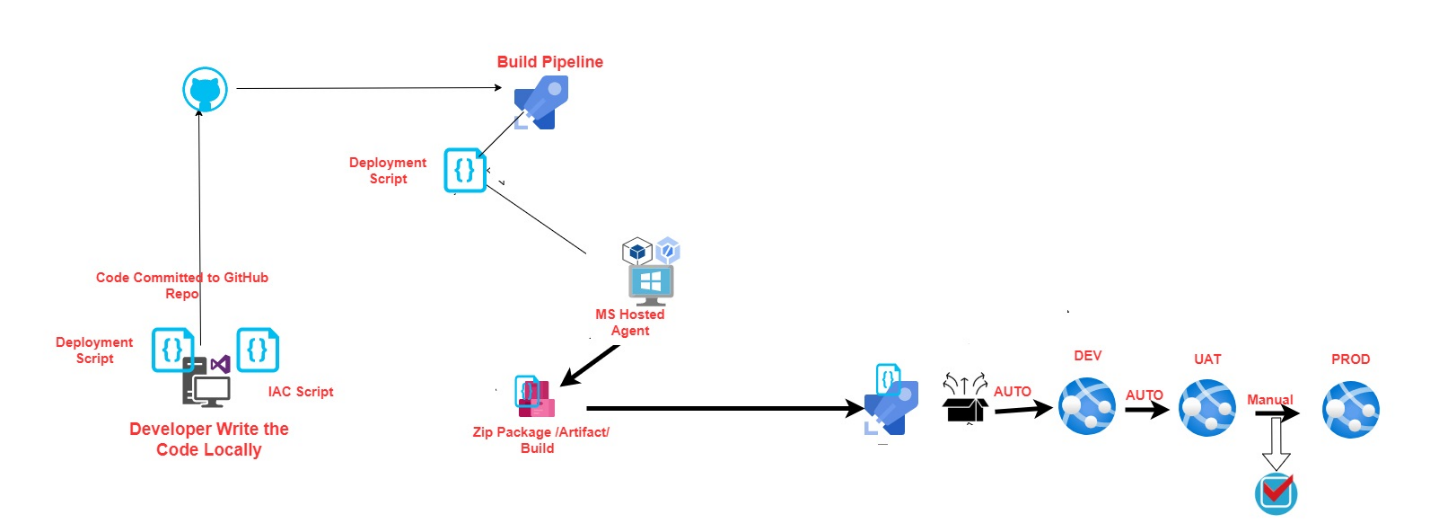 Build Pipeline
Deployment
Script
Code Committed to GitHub
Repo
Deployment
Script
IAC Script
Developer Write the
Code Locally
MS Hosted
Agent
Zip Package /Artifact/
Build
AUTO
DEV
AUTO
UAT
Manual
PROD